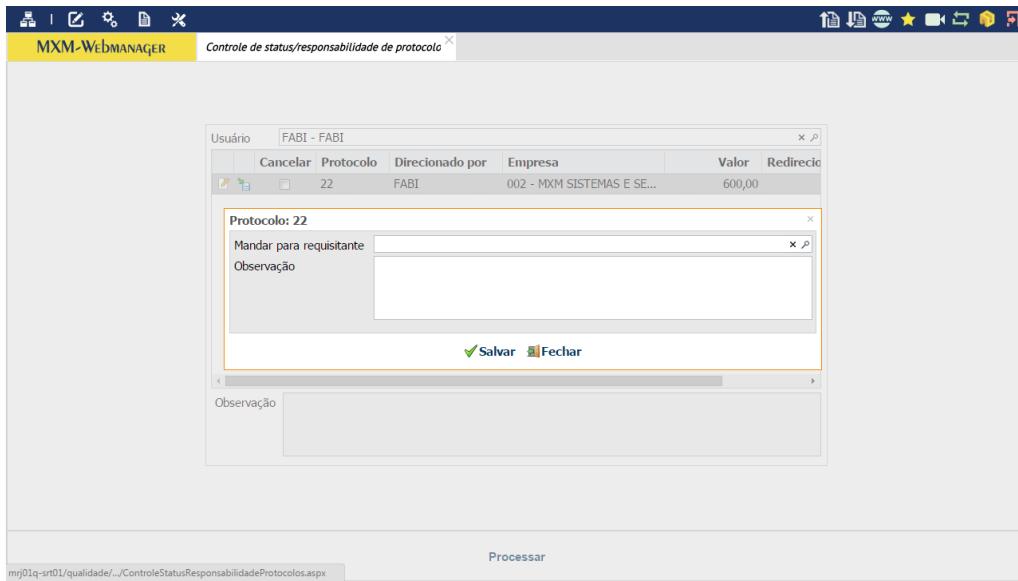 www
MXM-WEBMANAGER
Controle de status/responsabilidade de protocolo
Usuário FABI - FABI
Cancelar Protocolo Direcionado por Empresa Valor Redirecio
22 FABI 002 - MXM SISTEMAS E SE... 600,00
Protocolo: 22
Mandar para requisitante
Observação
Salvar Fechar
Observação
Processar
mrj01q-srt01/qualidade/.../ControleStatusResponsabilidadeProtocolos.aspx